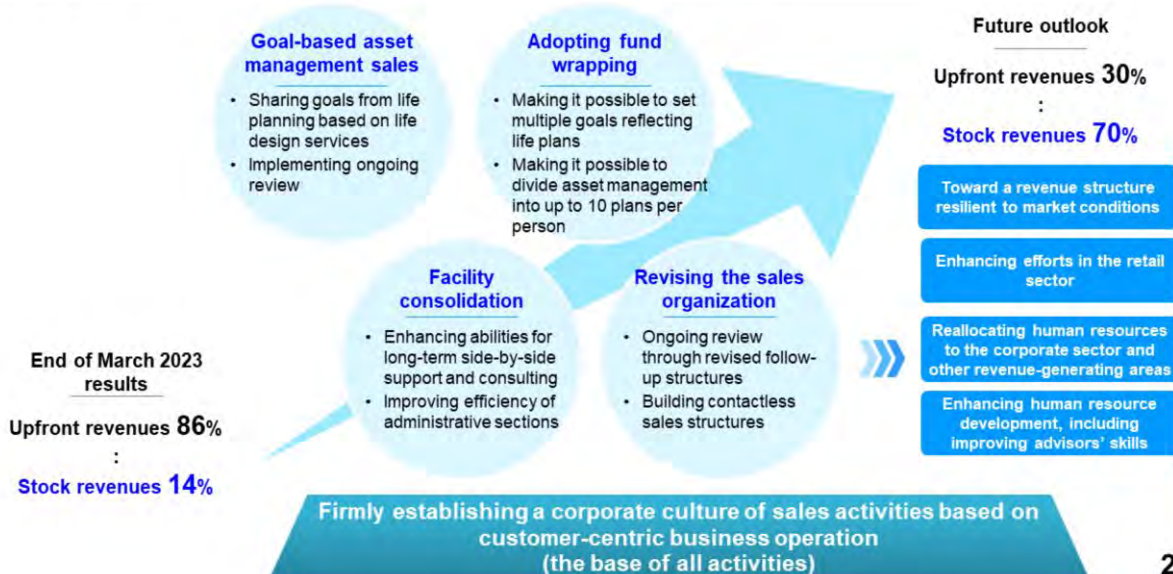 Goal-based asset
management sales
• Sharing goals from life
planning based on life
design services
• Implementing ongoing
review
Adopting fund
wrapping
• Making it possible to set
multiple goals reflecting
life plans
• Making it possible to
divide asset management
into up to 10 plans per
person
Facility
consolidation
• Enhancing abilities for
long-term side-by-side
support and consulting
• Improving efficiency of
administrative sections
Revising the sales
organization
• Ongoing review
through revised follow-
up structures
• Building contactless
sales structures
End of March 2023
results
Upfront revenues 86%
:
Stock revenues 14%
Future outlook
Upfront revenues 30%
:
Stock revenues 70%
Toward a revenue structure
resilient to market conditions
Enhancing efforts in the retail
sector
Reallocating human resources
to the corporate sector and
other revenue-generating areas
Enhancing human resource
development, including
improving advisors' skills
Firmly establishing a corporate culture of sales activities based on
customer-centric business operation
(the base of all activities)